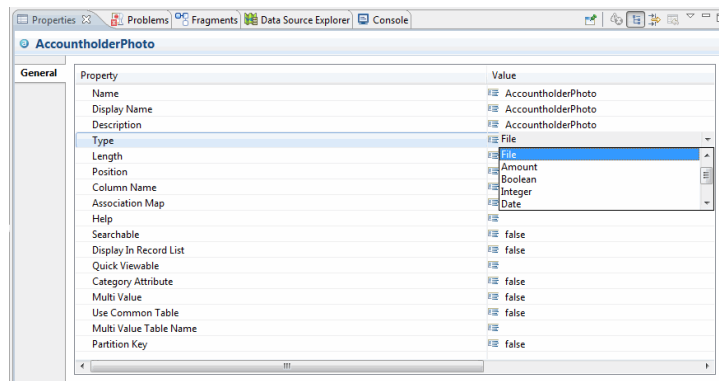 Properties Problems Fragments Data Source Explorer Console
AccountholderPhoto
General
Property Value
Name AccountholderPhoto
Display Name AccountholderPhoto
Description AccountholderPhoto
Type File
Length File
Position Amount
Boolean
Column Name Integer
Association Map Date
Help
Searchable false
Display In Record List false
Quick Viewable
Category Attribute false
Multi Value false
Use Common Table false
Multi Value Table Name
Partition Key false